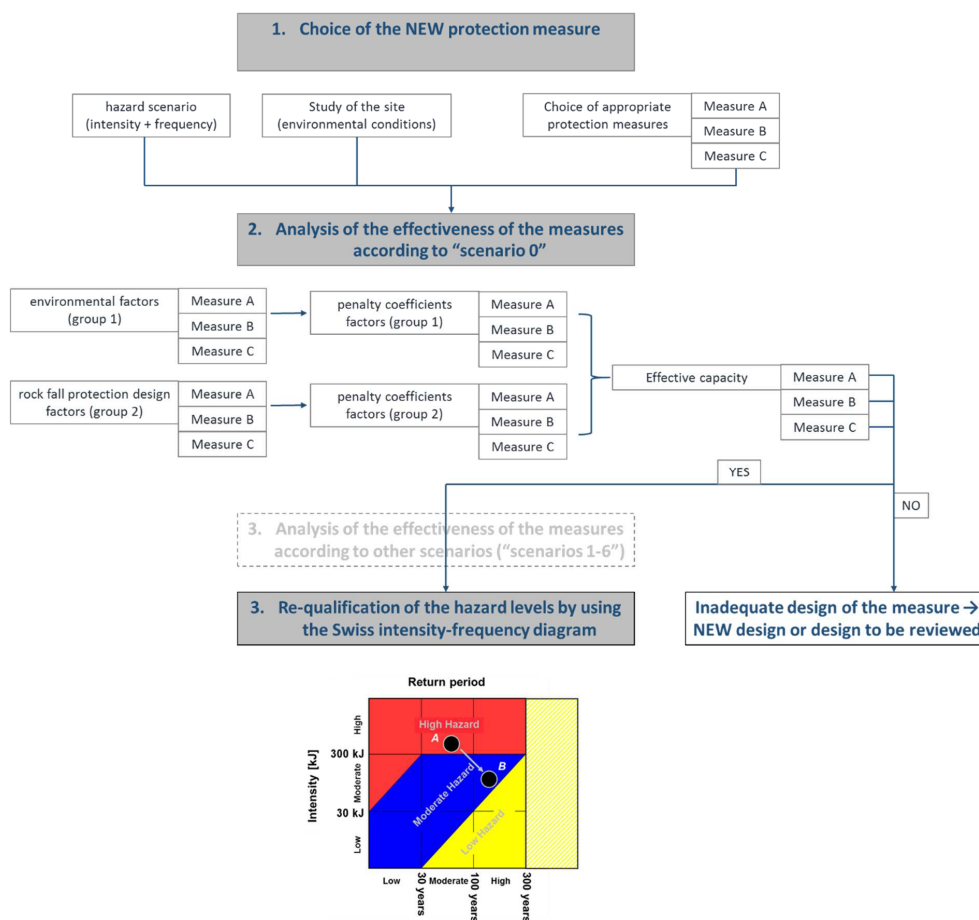 1. Choice of the NEW protection measure
hazard scenario
(intensity + frequency)
Study of the site
(environmental conditions)
Choice of appropriate
protection measures
Measure A
Measure B
Measure C
2. Analysis of the effectiveness of the measures
according to “scenario 0”
environmental factors
(group 1)
Measure A
Measure B
Measure C
penalty coefficients
factors (group 1)
Measure A
Measure B
Measure C
rock fall protection design
factors (group 2)
Measure A
Measure B
Measure C
penalty coefficients
factors (group 2)
Measure A
Measure B
Measure C
Effective capacity
Measure A
Measure B
Measure C
YES
NO
3. Analysis of the effectiveness of the measures
according to other scenarios (“scenarios 1-6”)
3. Re-qualification of the hazard levels by using
the Swiss intensity-frequency diagram
Inadequate design of the measure →
NEW design or design to be reviewed
Return period
Intensity [kJ]
High
300 kJ
Moderate
30 kJ
Low
High Hazard
A
B
Moderate Hazard
Low Hazard
Low
30 years
Moderate
100 years
High
300 years